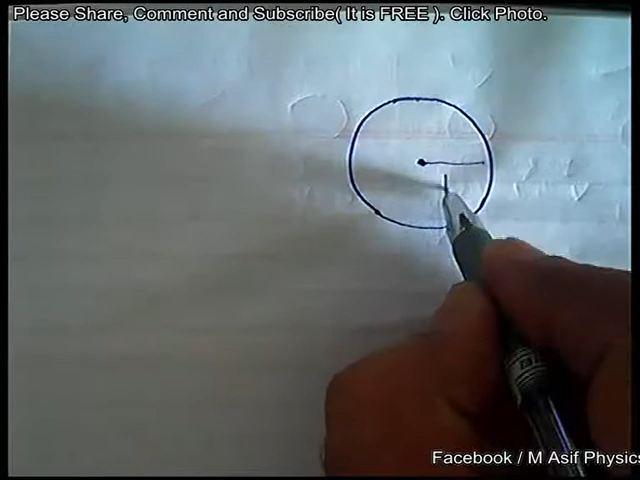 Please Share, Comment and Subscribe( It is FREE ). Click Photo.
Facebook / M Asif Physics